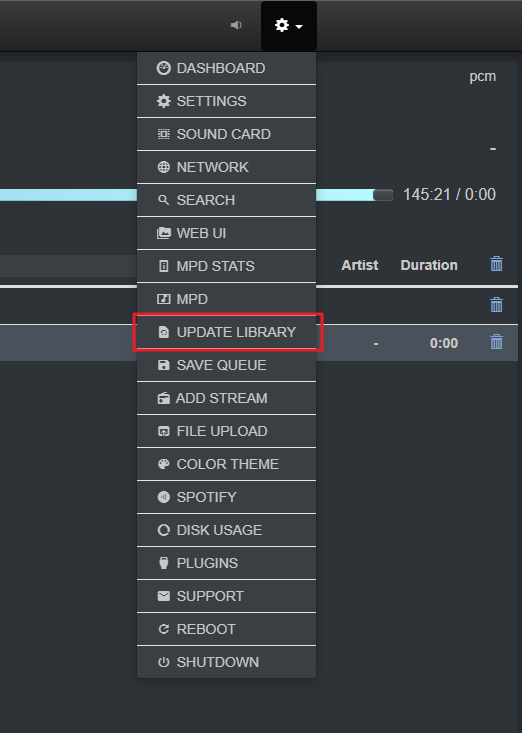 DASHBOARD
pcm
SETTINGS
SOUND CARD
-
NETWORK
SEARCH
145:21 / 0:00
WEB UI
MPD STATS
Artist Duration
MPD
UPDATE LIBRARY
- 0:00
SAVE QUEUE
ADD STREAM
FILE UPLOAD
COLOR THEME
SPOTIFY
DISK USAGE
PLUGINS
SUPPORT
REBOOT
SHUTDOWN